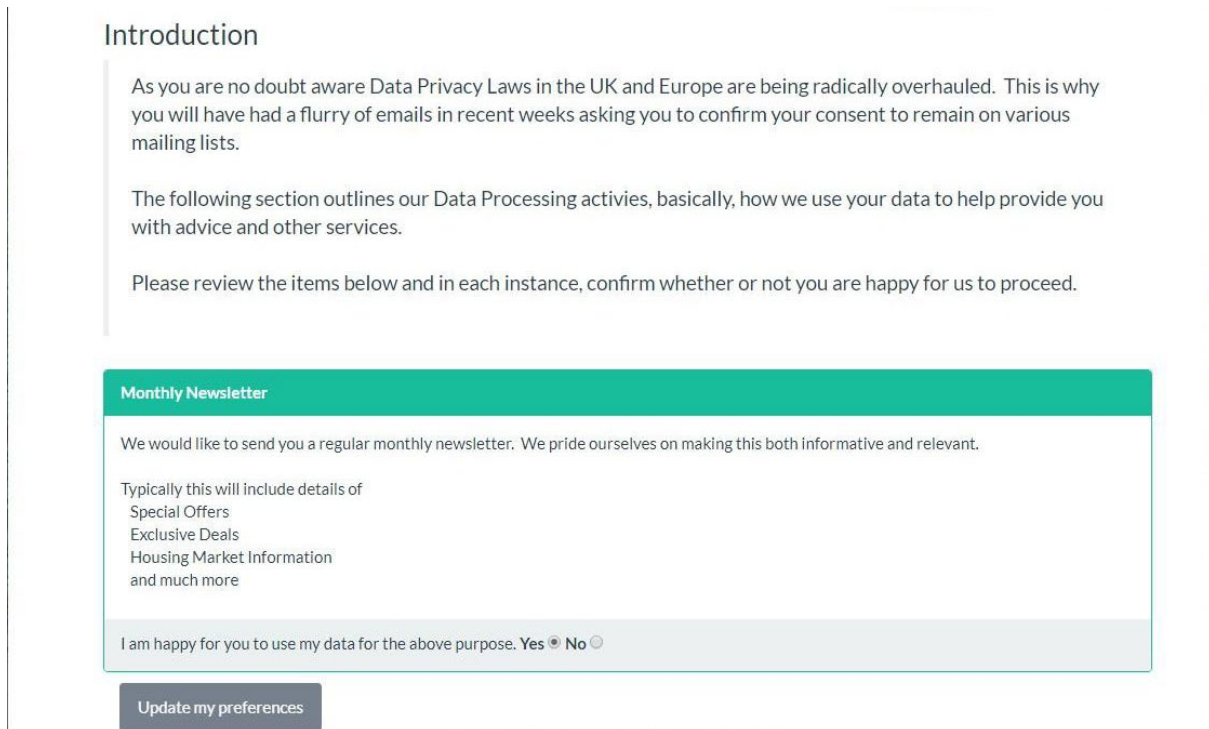 Introduction
As you are no doubt aware Data Privacy Laws in the UK and Europe are being radically overhauled.  This is why
you will have had a flurry of emails in recent weeks asking you to confirm your consent to remain on various
mailing lists.
The following section outlines our Data Processing activies, basically, how we use your data to help provide you
with advice and other services.
Please review the items below and in each instance, confirm whether or not you are happy for us to proceed.
Monthly Newsletter
We would like to send you a regular monthly newsletter.  We pride ourselves on making this both informative and relevant.
Typically this will include details of
Special Offers
Exclusive Deals
Housing Market Information
and much more
I am happy for you to use my data for the above purpose. Yes No
Update my preferences